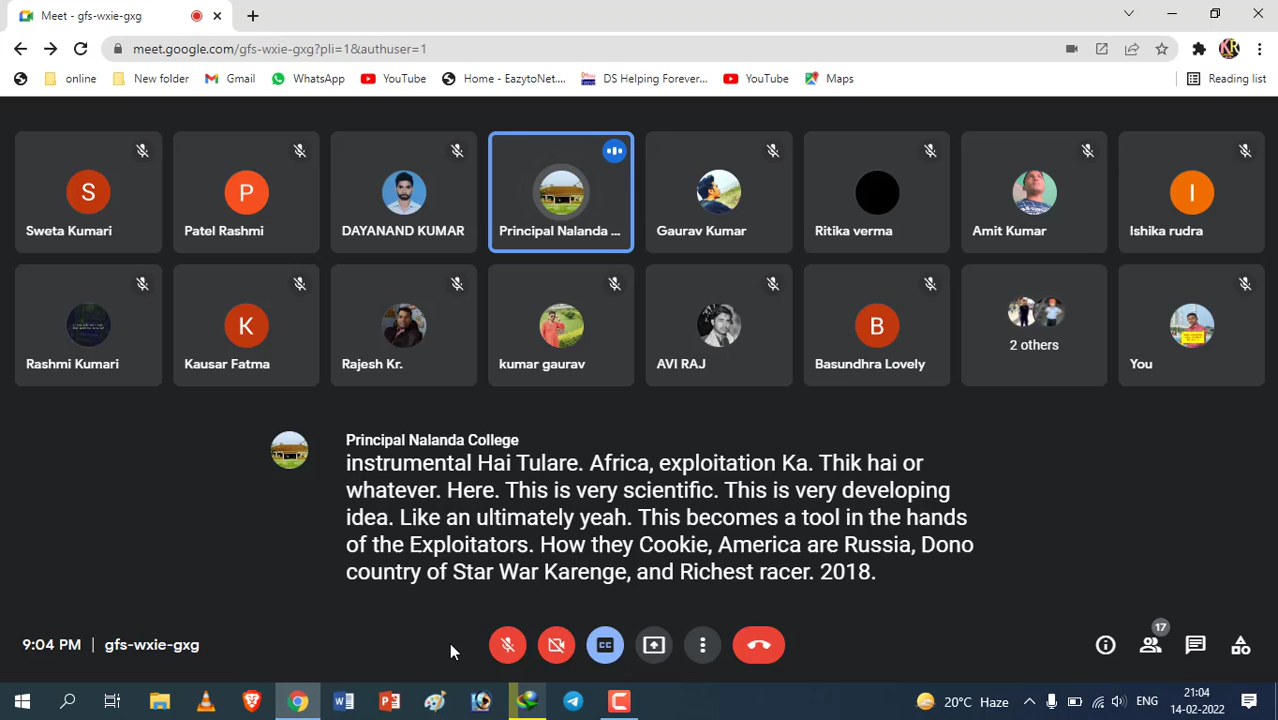 Meet - gfs-wxie-gxg
meet.google.com/gfs-wxie-gxg?pli=1&authuser=1
online New folder Gmail WhatsApp YouTube Home - EazytoNet... DS Helping Forever... YouTube Maps Reading list
S P I
Sweta Kumari Patel Rashmi DAYANAND KUMAR Principal Nalanda ... Gaurav Kumar Ritika verma Amit Kumar Ishika rudra
K B 2 others
Rashmi Kumari Kausar Fatma Rajesh Kr. kumar gaurav AVI RAJ Basundhra Lovely You
Principal Nalanda College
instrumental Hai Tulare. Africa, exploitation Ka. Thik hai or
whatever. Here. This is very scientific. This is very developing
idea. Like an ultimately yeah. This becomes a tool in the hands
of the Exploitators. How they Cookie, America are Russia, Dono
country of Star War Karenge, and Richest racer. 2018.
17
9:04 PM | gfs-wxie-gxg CC
20°C Haze ENG 21:04
14-02-2022